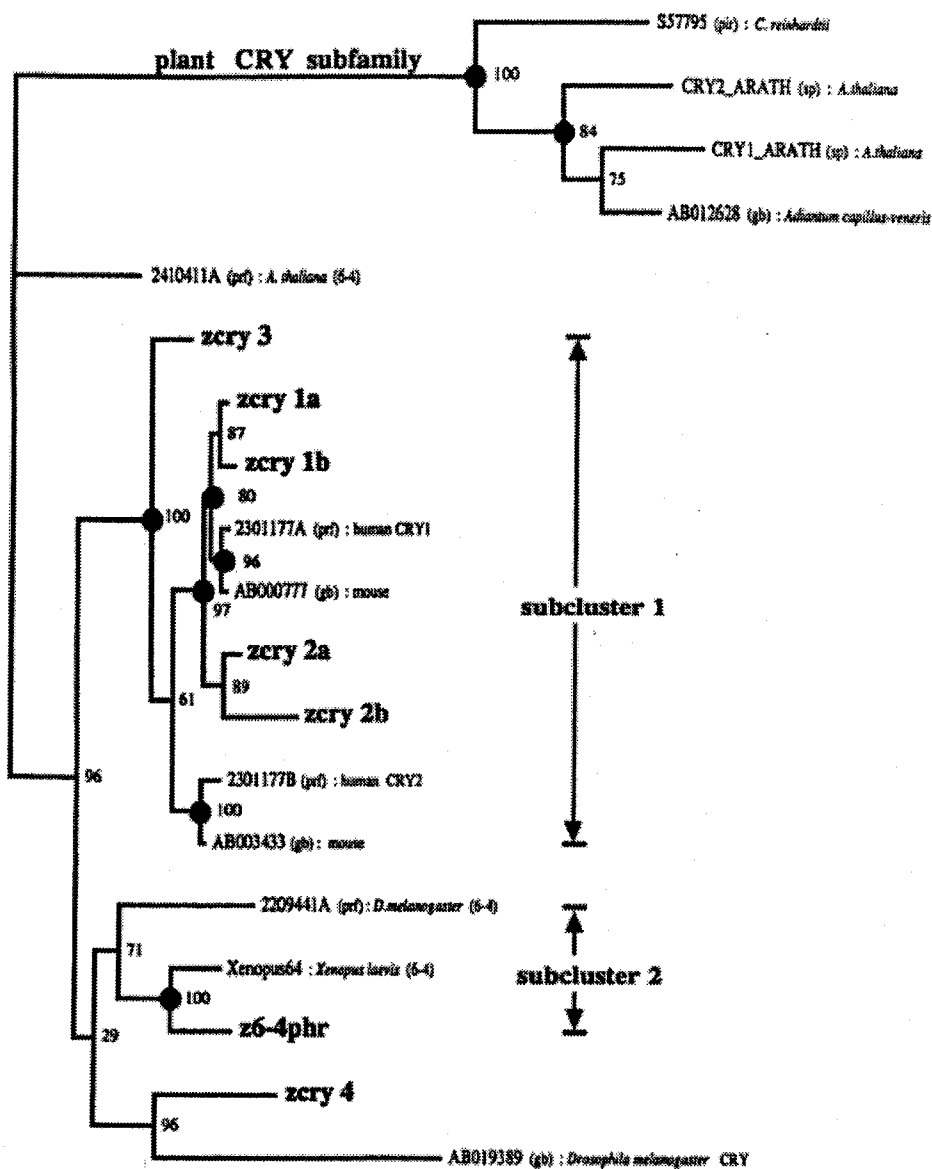 S57795 (pir) : C. reinhardtii
plant CRY subfamily
100
CRY2_ARATH (sp) : A.thaliana
84
CRY1_ARATH (sp) : A.thaliana
75
AB012628 (gb) : Adiantum capillus-veneris
2410411A (prf) : A. thaliana (6-4)
zcry 3
zcry 1a
87
zcry 1b
80
100
2301177A (prf) : human CRY1
96
AB000777 (gb) : mouse
97
subcluster 1
zcry 2a
89
61
zcry 2b
96
2301177B (prf) : human CRY2
100
AB003433 (gb) : mouse
2209441A (prf) : D.melanogaster (6-4)
71
Xenopus64 : Xenopus laevis (6-4)
subcluster 2
100
z6-4phr
29
zcry 4
96
AB019389 (gb) : Drosophila melanogaster CRY